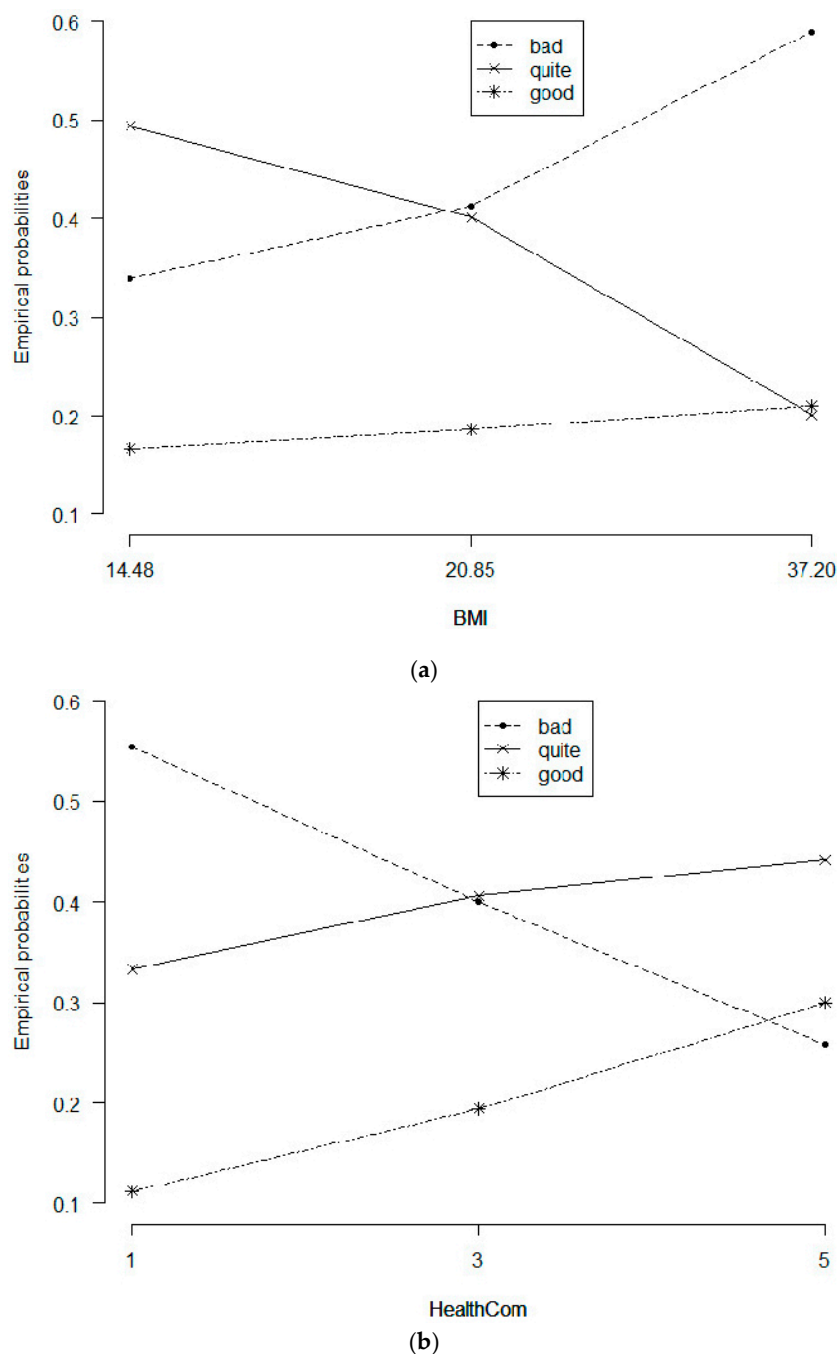 0.6
bad
quite
good
0.5
0.4
0.3
0.2
0.1
Empirical probabilities
14.48 20.85 37.20
BMI
(a)
0.6
bad
quite
good
0.5
0.4
0.3
0.2
0.1
Empirical probabilities
1 3 5
HealthCom
(b)